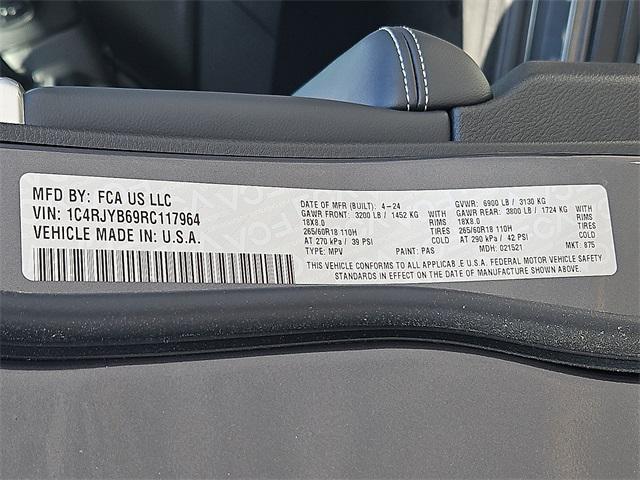 MFD BY: FCA US LLC
VIN: 1C4RJYB69RC117964
VEHICLE MADE IN: U.S.A.
DATE OF MFR (BUILT): 4-24 GVWR: 6900 LB / 3130 KG
GAWR FRONT: 3200 LB / 1452 KG WITH GAWR REAR: 3800 LB / 1724 KG WITH
18X8.0 RIMS 18X8.0 RIMS
265/60R18 110H TIRES 265/60R18 110H TIRES
AT 270 kPa / 39 PSI COLD AT 290 kPa / 42 PSI COLD
TYPE: MPV PAINT: PAS MDH: 021521 MKT: 875
THIS VEHICLE CONFORMS TO ALL APPLICAB.E U.S.A. FEDERAL MOTOR VEHICLE SAFETY
STANDARDS IN EFFECT ON THE DATE OF MANUFACTURE SHOWN ABOVE.